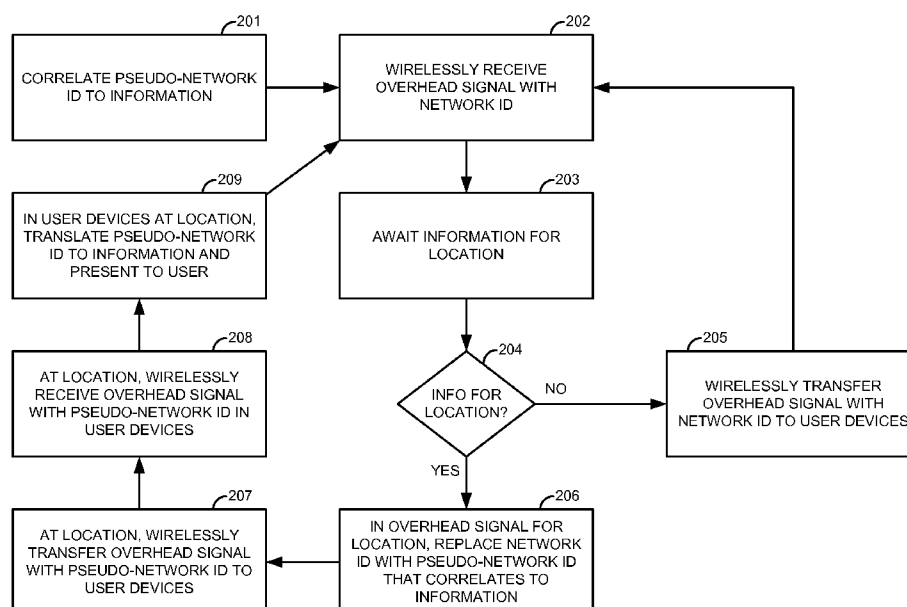 201
CORRELATE PSEUDO-NETWORK
ID TO INFORMATION
202
WIRELESSLY RECEIVE
OVERHEAD SIGNAL WITH
NETWORK ID
203
AWAIT INFORMATION FOR
LOCATION
204
INFO FOR
LOCATION?
NO
YES
205
WIRELESSLY TRANSFER
OVERHEAD SIGNAL WITH
NETWORK ID TO USER DEVICES
206
IN OVERHEAD SIGNAL FOR
LOCATION, REPLACE NETWORK
ID WITH PSEUDO-NETWORK ID
THAT CORRELATES TO
INFORMATION
207
AT LOCATION, WIRELESSLY
TRANSFER OVERHEAD SIGNAL
WITH PSEUDO-NETWORK ID TO
USER DEVICES
208
AT LOCATION, WIRELESSLY
RECEIVE OVERHEAD SIGNAL
WITH PSEUDO-NETWORK ID IN
USER DEVICES
209
IN USER DEVICES AT LOCATION,
TRANSLATE PSEUDO-NETWORK
ID TO INFORMATION AND
PRESENT TO USER